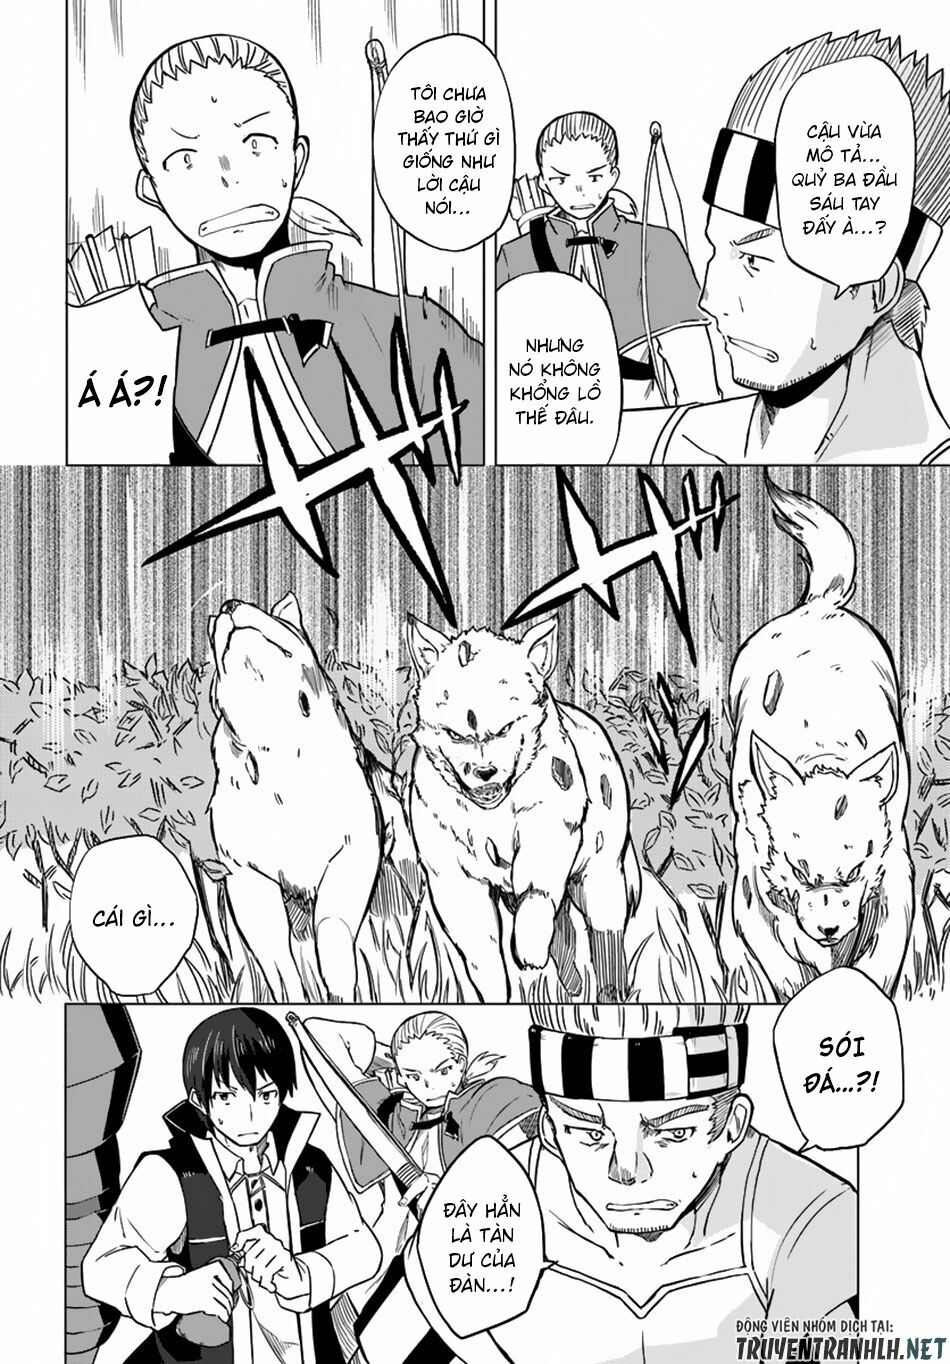 CẬU VỪA
MÔ TẢ...
QUỶ BA ĐẦU
SÁU TAY
ĐẤY À...?
NHƯNG
NÓ KHÔNG
KHỔNG LỒ
THẾ ĐÂU.
TÔI CHƯA
BAO GIỜ
THẤY THỨ GÌ
GIỐNG NHƯ
LỜI CẬU
NÓI...
Á Á?!
CÁI GÌ...
SÓI
ĐÁ...?!
ĐÂY HẲN
LÀ TÀN
DƯ CỦA
ĐÀN...!
ĐỘNG VIÊN NHÓM DỊCH TẠI:
TRUYENTRANHLH.NET